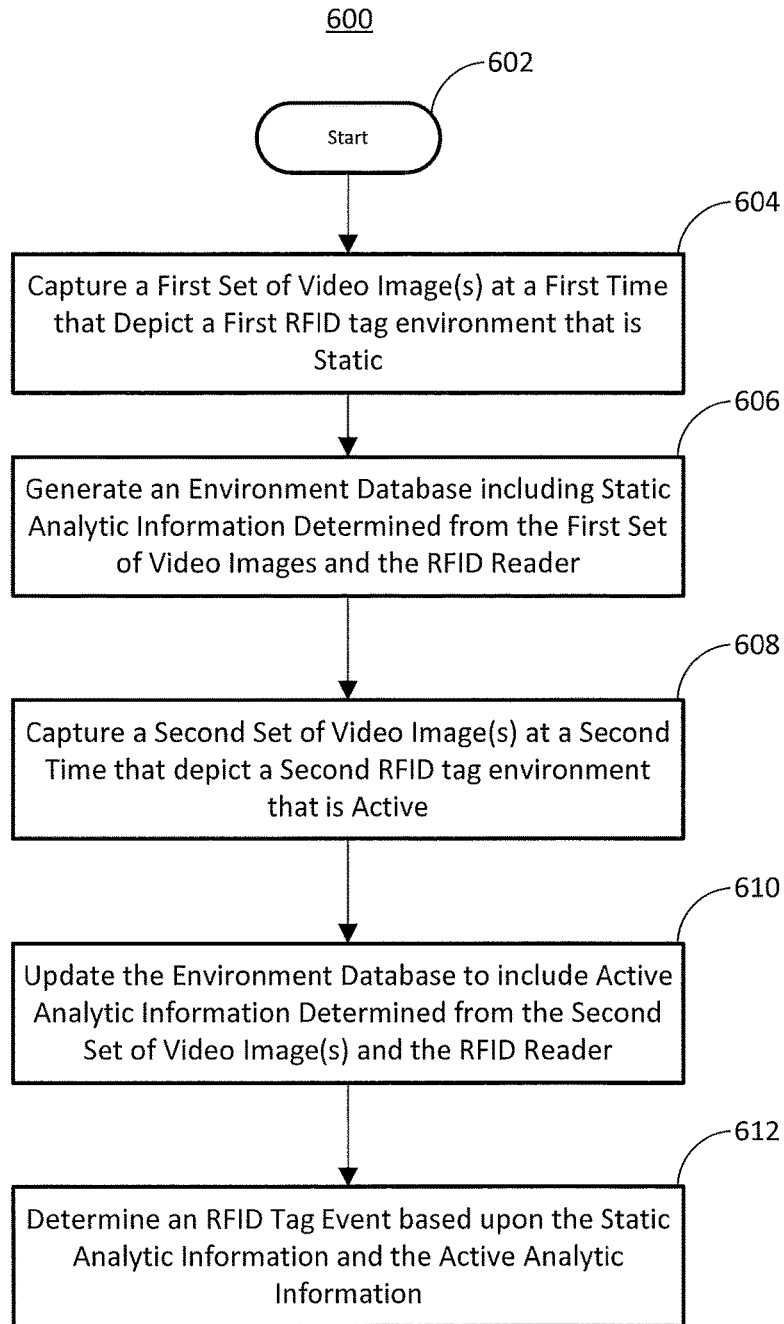 600
602
Start
604
Capture a First Set of Video Image(s) at a First Time
that Depict a First RFID tag environment that is
Static
606
Generate an Environment Database including Static
Analytic Information Determined from the First Set
of Video Images and the RFID Reader
608
Capture a Second Set of Video Image(s) at a Second
Time that depict a Second RFID tag environment
that is Active
610
Update the Environment Database to include Active
Analytic Information Determined from the Second
Set of Video Image(s) and the RFID Reader
612
Determine an RFID Tag Event based upon the Static
Analytic Information and the Active Analytic
Information